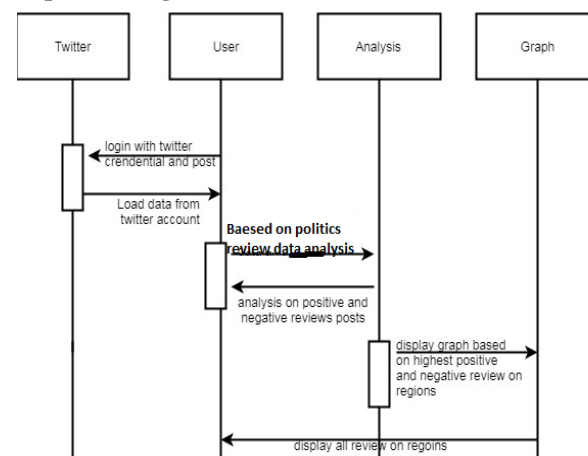 Twitter
User
Analysis
Graph
login with twitter
crendential and post
Load data from
twitter account
Baesed on politics
review data analysis
analysis on positive and
negative reviews posts
display graph based
on highest positive
and negative review on
regions
display all review on regoins